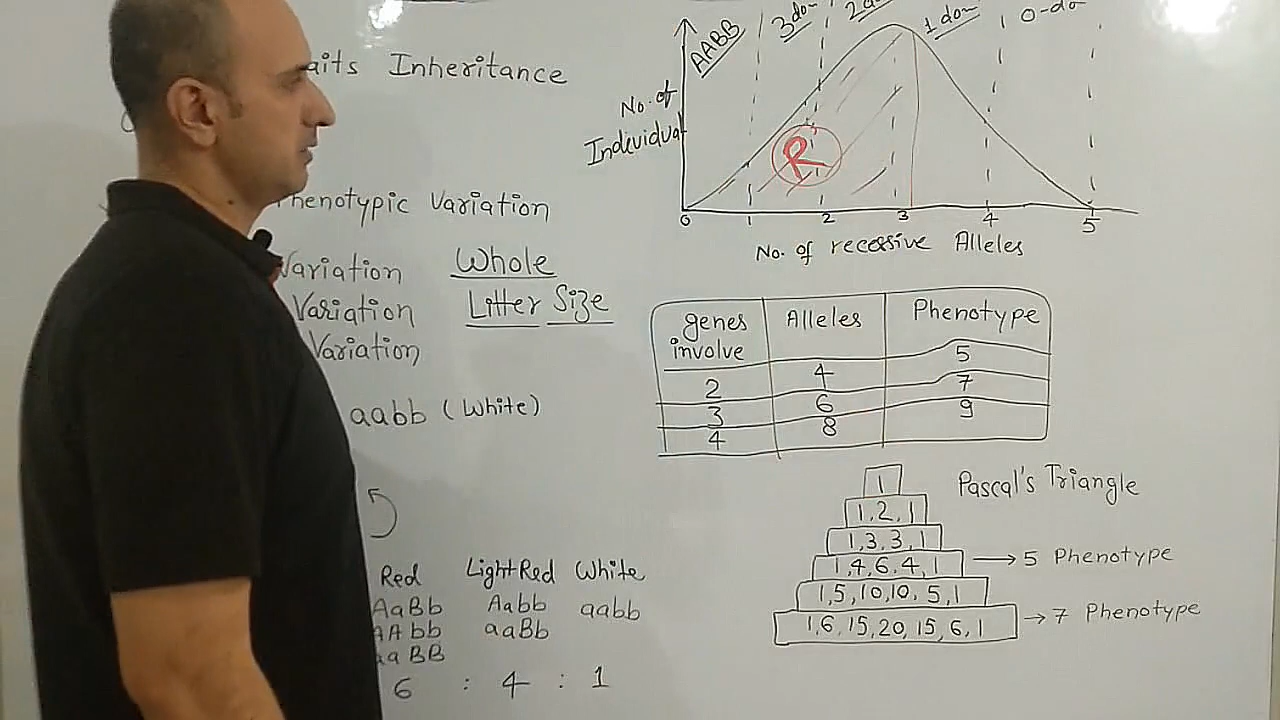 aits Inheritance
henotypic Variation
Variation Whole
Variation Litter Size
Variation
aabb (White)
Red Light Red White
AaBb Aabb aabb
AAbb aaBb
aaBB
6 : 4 : 1
AABB 3 dom 1 dom 0-do
No. of
Individual
R
0 1 2 3 4 5
No. of recessive Alleles
genes involve Alleles Phenotype
2 4 5
3 6 7
4 8 9
Pascal's Triangle
1
1, 2, 1
1, 3, 3, 1
1, 4, 6, 4, 1 → 5 Phenotype
1, 5, 10, 10, 5, 1
1, 6, 15, 20, 15, 6, 1 → 7 Phenotype